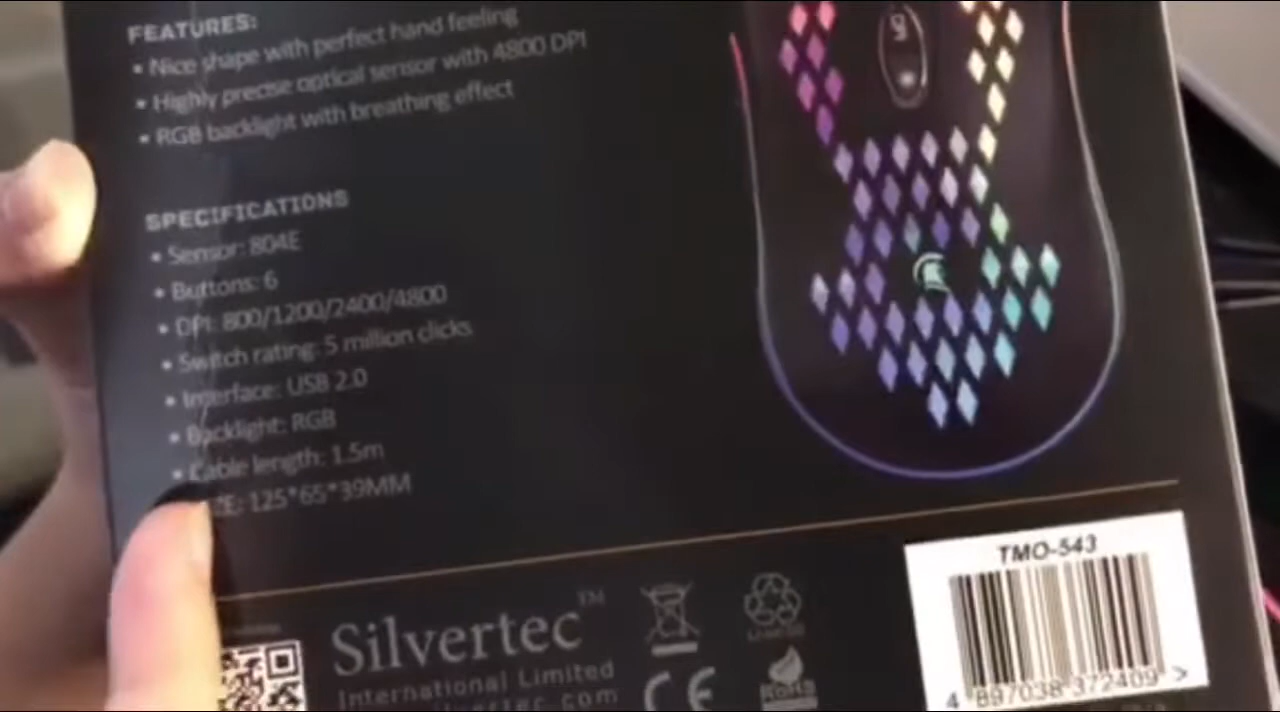 FEATURES:
• Nice shape with perfect hand feeling
• Highly precise optical sensor with 4800 DPI
• RGB backlight with breathing effect
SPECIFICATIONS
• Sensor: 804E
• Buttons: 6
• DPI: 800/1200/2400/4800
• Switch rating: 5 million clicks
• Interface: USB 2.0
• Backlight: RGB
• Cable length: 1.5m
125*65*39MM
TMO-543
Silvertec™
International Limited
CE
RoHS
4 897038 372409 >